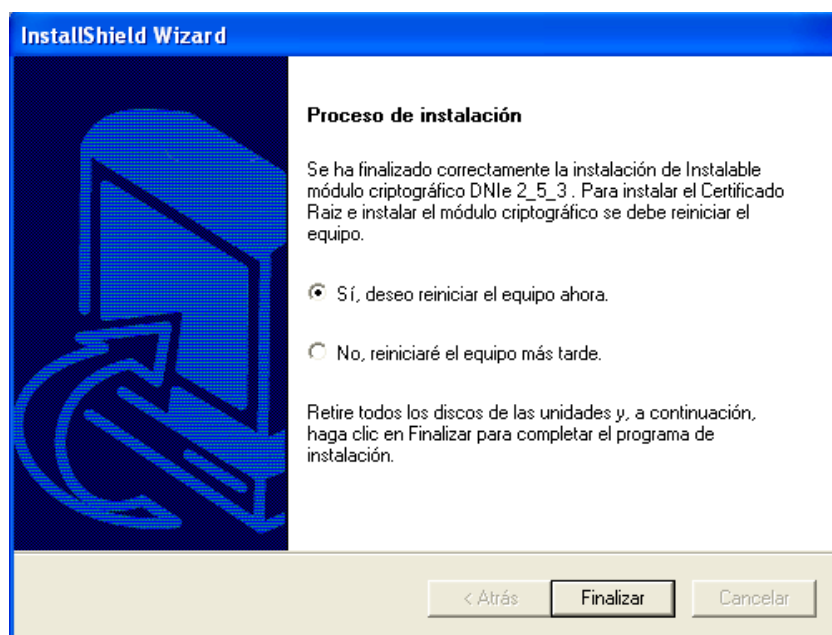 InstallShield Wizard
Proceso de instalación
Se ha finalizado correctamente la instalación de Instalable
módulo criptográfico DNIe 2_5_3 . Para instalar el Certificado
Raiz e instalar el módulo criptográfico se debe reiniciar el
equipo.
Sí, deseo reiniciar el equipo ahora.
No, reiniciaré el equipo más tarde.
Retire todos los discos de las unidades y, a continuación,
haga clic en Finalizar para completar el programa de
instalación.
< Atrás Finalizar Cancelar